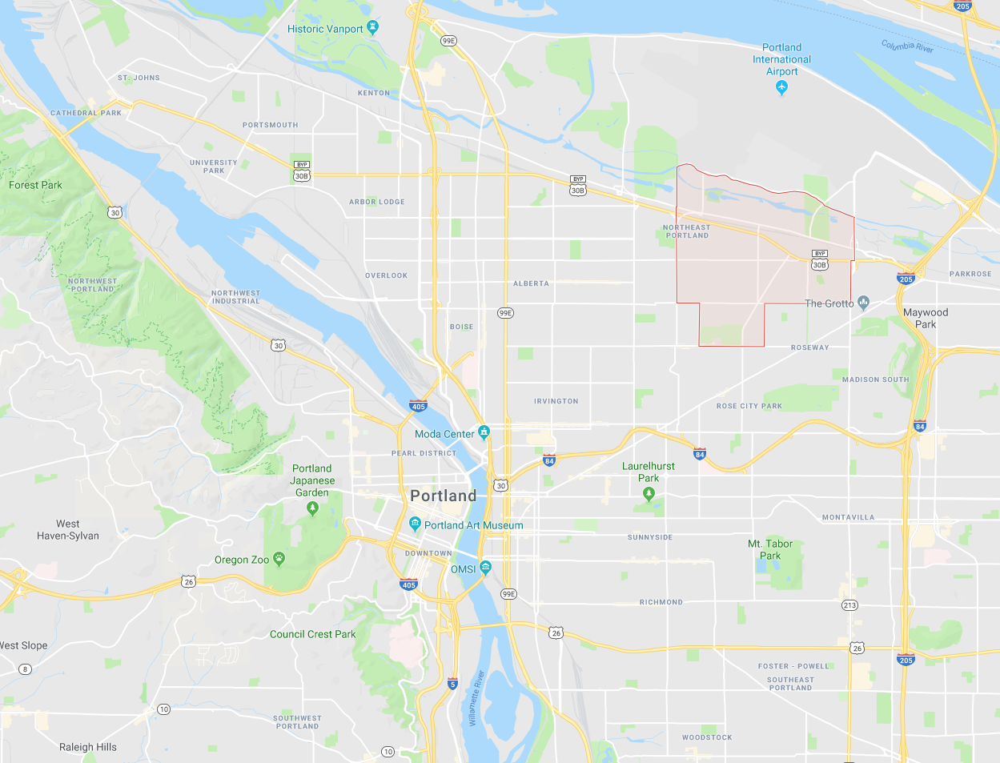 205
Historic Vanport
99E
Columbia River
Portland
International
Airport
ST. JOHNS
KENTON
CATHEDRAL PARK
PORTSMOUTH
UNIVERSITY
PARK
BYP
30B
BYP
30B
Forest Park
ARBOR LODGE
30
NORTHEAST
PORTLAND
BYP
30B
OVERLOOK
ALBERTA
205
PARKROSE
NORTHWEST
PORTLAND
NORTHWEST
INDUSTRIAL
The Grotto
99E
Maywood
Park
BOISE
30
ROSEWAY
MADISON SOUTH
IRVINGTON
405
ROSE CITY PARK
84
Moda Center
PEARL DISTRICT
84
84
Portland
Japanese
Garden
Laurelhurst
Park
30
Portland
West
Haven-Sylvan
Portland Art Museum
MONTAVILLA
SUNNYSIDE
Oregon Zoo
DOWNTOWN
Mt. Tabor
Park
OMSI
26
405
99E
RICHMOND
213
Council Crest Park
26
West Slope
26
8
205
FOSTER - POWELL
5
SOUTHEAST
PORTLAND
Willamette River
10
SOUTHWEST
PORTLAND
WOODSTOCK
Raleigh Hills
10